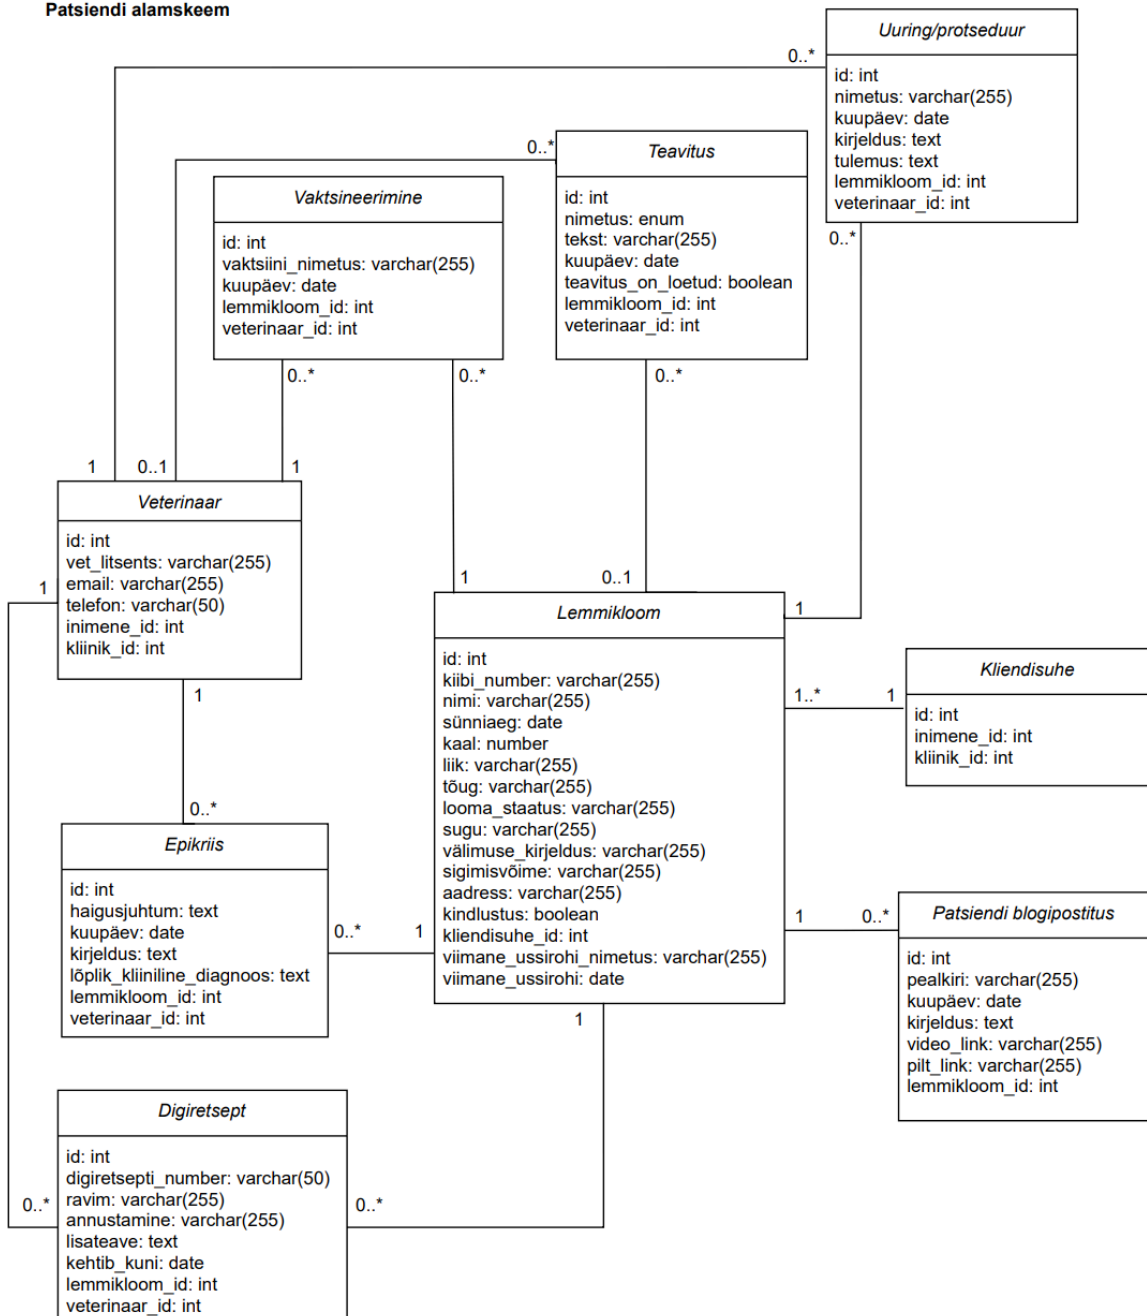 Patsiendi alamskeem
Uuring/protseduur
id: int
nimetus: varchar(255)
kuupäev: date
kirjeldus: text
tulemus: text
lemmikloom_id: int
veterinaar_id: int
0..*
0..*
Teavitus
id: int
nimetus: enum
tekst: varchar(255)
kuupäev: date
teavitus_on_loetud: boolean
lemmikloom_id: int
veterinaar_id: int
0..*
0..*
Vaktsineerimine
id: int
vaktsiini_nimetus: varchar(255)
kuupäev: date
lemmikloom_id: int
veterinaar_id: int
0..*
0..*
1
0..1
1
Veterinaar
id: int
vet_litsents: varchar(255)
email: varchar(255)
telefon: varchar(50)
inimene_id: int
kliinik_id: int
1
1
1
0..1
1
Lemmikloom
id: int
kiibi_number: varchar(255)
nimi: varchar(255)
sünniaeg: date
kaal: number
liik: varchar(255)
tõug: varchar(255)
looma_staatus: varchar(255)
sugu: varchar(255)
välimuse_kirjeldus: varchar(255)
sigimisvõime: varchar(255)
aadress: varchar(255)
kindlustus: boolean
kliendisuhe_id: int
viimane_ussirohi_nimetus: varchar(255)
viimane_ussirohi: date
1..*
1
Kliendisuhe
id: int
inimene_id: int
kliinik_id: int
0..*
Epikriis
id: int
haigusjuhtum: text
kuupäev: date
kirjeldus: text
lõplik_kliiniline_diagnoos: text
lemmikloom_id: int
veterinaar_id: int
0..*
1
1
0..*
Patsiendi blogipostitus
id: int
pealkiri: varchar(255)
kuupäev: date
kirjeldus: text
video_link: varchar(255)
pilt_link: varchar(255)
lemmikloom_id: int
1
Digiretsept
id: int
digiretsepti_number: varchar(50)
ravim: varchar(255)
annustamine: varchar(255)
lisateave: text
kehtib_kuni: date
lemmikloom_id: int
veterinaar_id: int
0..*
0..*